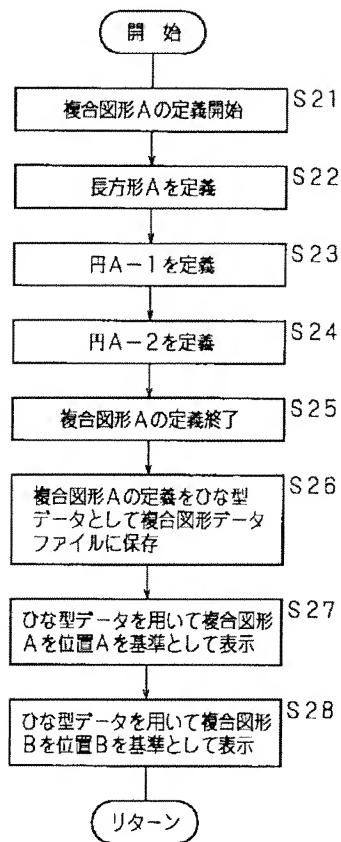 開 始
複合図形Aの定義開始
S21
長方形Aを定義
S22
円A－1を定義
S23
円A－2を定義
S24
複合図形Aの定義終了
S25
複合図形Aの定義をひな型
データとして複合図形データ
ファイルに保存
S26
ひな型データを用いて複合図形
Aを位置Aを基準として表示
S27
ひな型データを用いて複合図形
Bを位置Bを基準として表示
S28
リターン